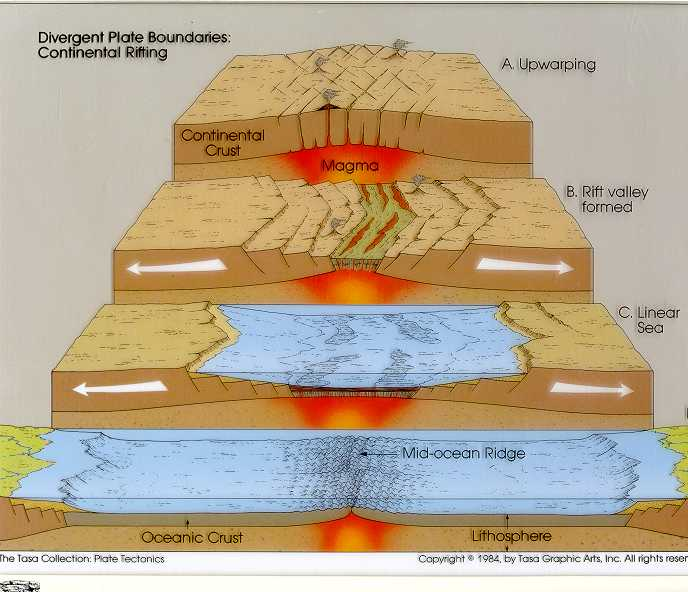 Divergent Plate Boundaries:
Continental Rifting
A. Upwarping
Continental
Crust
Magma
B. Rift valley
formed
C. Linear
Sea
Mid-ocean Ridge
Oceanic Crust
Lithosphere
The Tasa Collection: Plate Tectonics
Copyright © 1984, by Tasa Graphic Arts, Inc. All rights reser